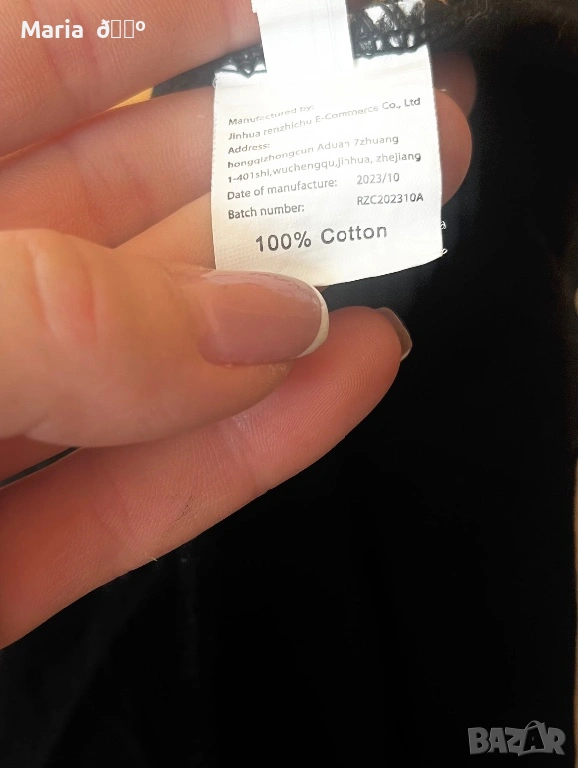 Maria ð□□º
Manufactured by:
Jinhua renzhichu E-Commerce Co., Ltd
Address:
hongqizhongcun Aduan 7zhuang
1-401shi,wuchengqu,jinhua, zhejiang
Date of manufacture: 2023/10
Batch number: RZC202310A
100% Cotton
BAZAR